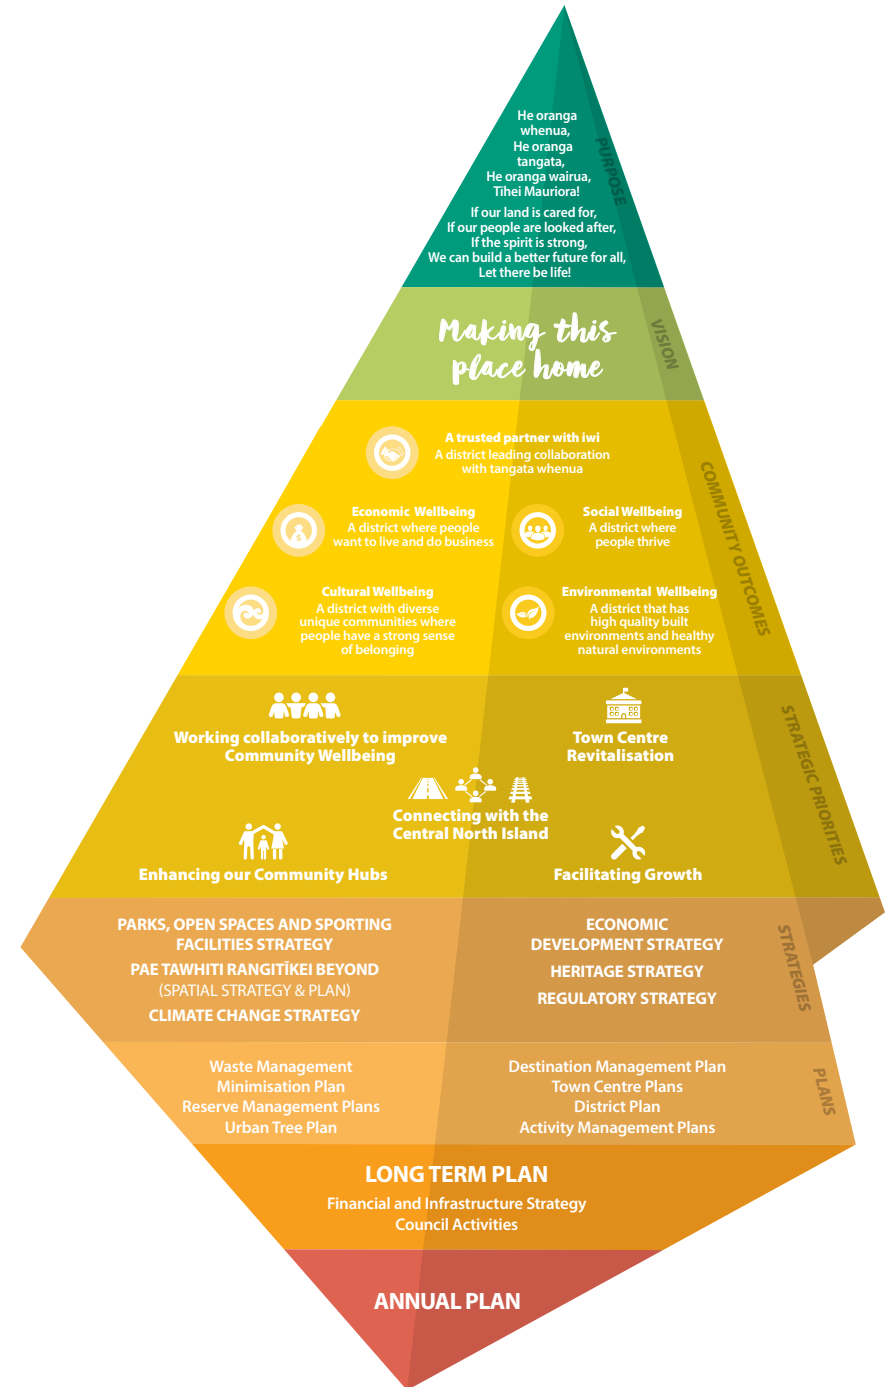 He oranga
whenua,
He oranga
tangata,
He oranga wairua,
Tihei Mauriora!
If our land is cared for,
If our people are looked after,
If the spirit is strong,
We can build a better future for all,
Let there be life!
PURPOSE
Making this
place home
VISION
A trusted partner with iwi
A district leading collaboration
with tangata whenua
Economic Wellbeing
A district where people
want to live and do business
Social Wellbeing
A district where
people thrive
Cultural Wellbeing
A district with diverse
unique communities where
people have a strong sense
of belonging
Environmental Wellbeing
A district that has
high quality built
environments and healthy
natural environments
COMMUNITY OUTCOMES
Working collaboratively to improve
Community Wellbeing
Town Centre
Revitalisation
Connecting with the
Central North Island
Enhancing our Community Hubs
Facilitating Growth
STRATEGIC PRIORITIES
PARKS, OPEN SPACES AND SPORTING
FACILITIES STRATEGY
PAE TAWHITI RANGITĪKEI BEYOND
(SPATIAL STRATEGY & PLAN)
CLIMATE CHANGE STRATEGY
ECONOMIC
DEVELOPMENT STRATEGY
HERITAGE STRATEGY
REGULATORY STRATEGY
STRATEGIES
Waste Management
Minimisation Plan
Reserve Management Plans
Urban Tree Plan
Destination Management Plan
Town Centre Plans
District Plan
Activity Management Plans
PLANS
LONG TERM PLAN
Financial and Infrastructure Strategy
Council Activities
ANNUAL PLAN